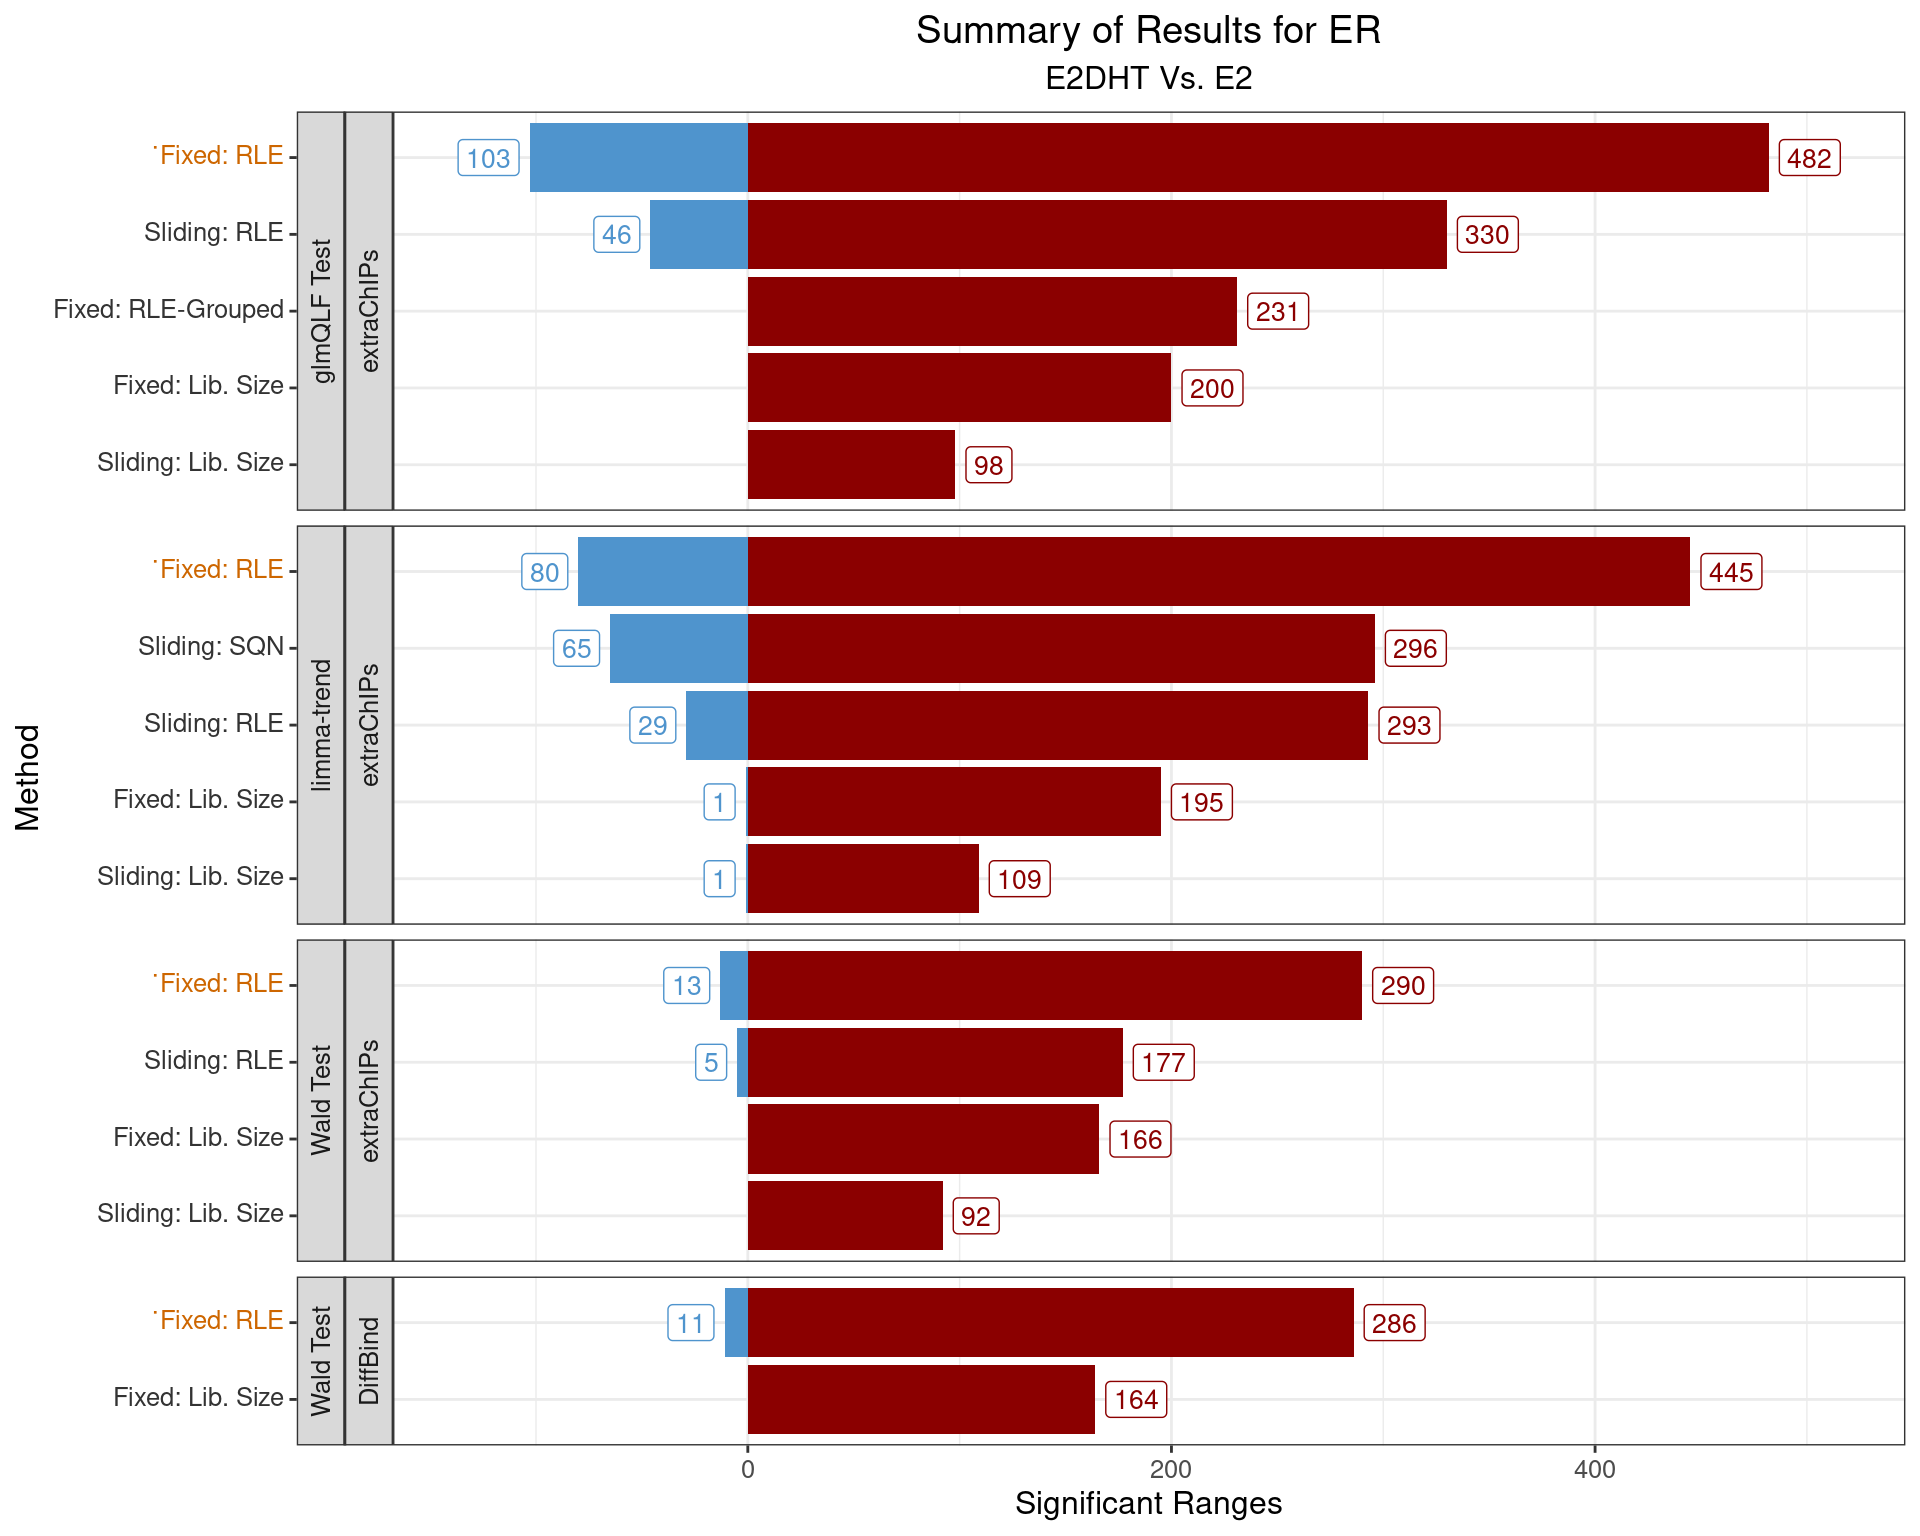 Summary of Results for ER
E2DHT Vs. E2
Method
glmQLF Test
extraChIPs
˙Fixed: RLE 103 482
Sliding: RLE 46 330
Fixed: RLE-Grouped 231
Fixed: Lib. Size 200
Sliding: Lib. Size 98
limma-trend
extraChIPs
˙Fixed: RLE 80 445
Sliding: SQN 65 296
Sliding: RLE 29 293
Fixed: Lib. Size 1 195
Sliding: Lib. Size 1 109
Wald Test
extraChIPs
˙Fixed: RLE 13 290
Sliding: RLE 5 177
Fixed: Lib. Size 166
Sliding: Lib. Size 92
Wald Test
DiffBind
˙Fixed: RLE 11 286
Fixed: Lib. Size 164
0 200 400
Significant Ranges